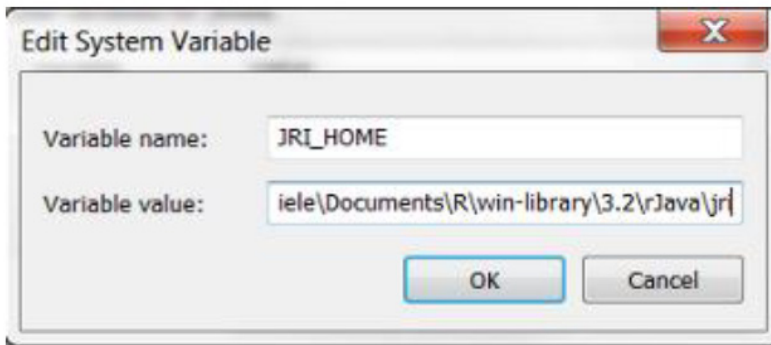 Edit System Variable
Variable name: JRI_HOME
Variable value: iele\Documents\R\win-library\3.2\rJava\jri
OK Cancel